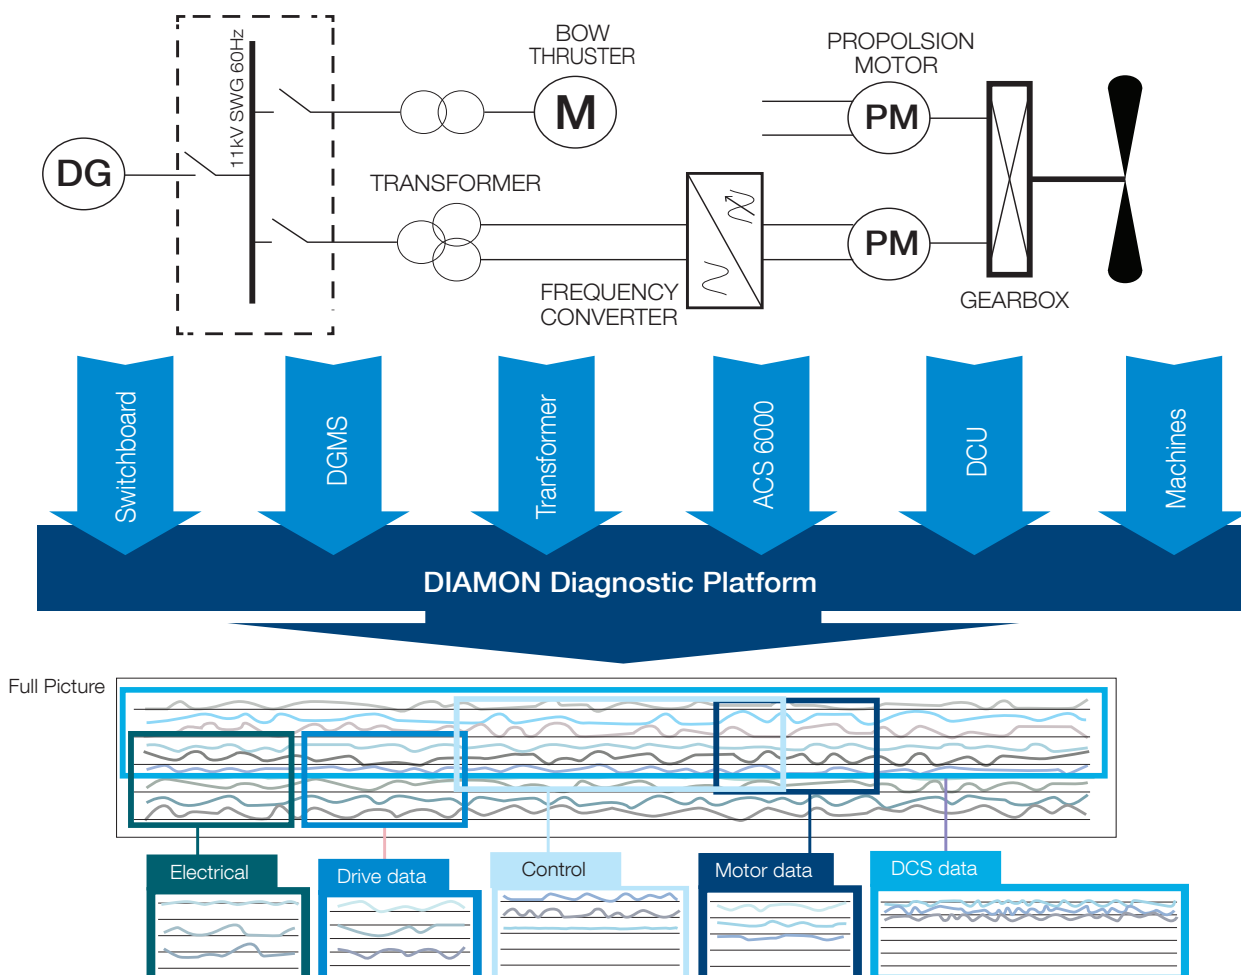 BOW
THRUSTER
PROPOLSION
MOTOR
11kV SWG 60Hz
M
PM
DG
TRANSFORMER
PM
FREQUENCY
CONVERTER
GEARBOX
Switchboard
DGMS
Transformer
ACS 6000
DCU
Machines
DIAMON Diagnostic Platform
Full Picture
Electrical
Drive data
Control
Motor data
DCS data